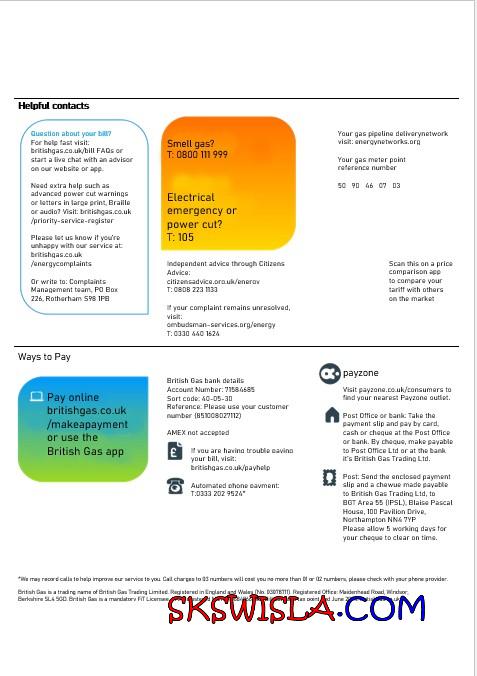 Helpful contacts
Question about your bill?
For help fast visit:
britishgas.co.uk/bill FAQs or
start a live chat with an advisor
on our website or app.
Need extra help such as
advanced power cut warnings
or letters in large print, Braille
or audio? Visit: britishgas.co.uk
/priority-service-register
Please let us know if you're
unhappy with our service at:
britishgas.co.uk
/energycomplaints
Or write to: Complaints
Management team, PO Box
226, Rotherham S98 1PB
Smell gas?
T: 0800 111 999
Electrical
emergency or
power cut?
T: 105
Independent advice through Citizens
Advice:
citizensadvice.oro.uk/enerov
T: 0808 223 1133
If your complaint remains unresolved,
visit:
ombudsman-services.org/energy
T: 0330 440 1624
Your gas pipeline deliverynetwork
visit: energynetworks.org
Your gas meter point
reference number
50 90 46 07 03
Scan this on a price
comparison app
to compare your
tariff with others
on the market
Ways to Pay
Pay online
britishgas.co.uk
/makeapayment
or use the
British Gas app
British Gas bank details
Account Number: 71584685
Sort code: 40-05-30
Reference: Please use your customer
number (851008027112)
AMEX not accepted
If you are having trouble paving
your bill, visit:
britishgas.co.uk/payhelp
Automated phone payment:
T:0333 202 9524*
payzone
Visit payzone.co.uk/consumers to
find your nearest Payzone outlet.
Post Office or bank: Take the
payment slip and pay by card,
cash or cheque at the Post Office
or bank. By cheque, make payable
to Post Office Ltd or at the bank
it's British Gas Trading Ltd.
Post: Send the enclosed payment
slip and a chewue made payable
to British Gas Trading Ltd, to
BGT Area 55 (IPSL), Blaise Pascal
House, 100 Pavilion Drive,
Northampton NN4 7YP
Please allow 5 working days for
your cheque to clear on time.
*We may record calls to help improve our service to you. Call charges to 03 numbers will cost you no more than 01 or 02 numbers, please check with your phone provider.
British Gas is a trading name of British Gas Trading Limited. Registered in England and Wales (No. 03078711). Registered Office: Maidenhead Road, Windsor,
Berkshire SL4 5GD. British Gas is a mandatory FIT Licensee.
SKSWISLA.COM